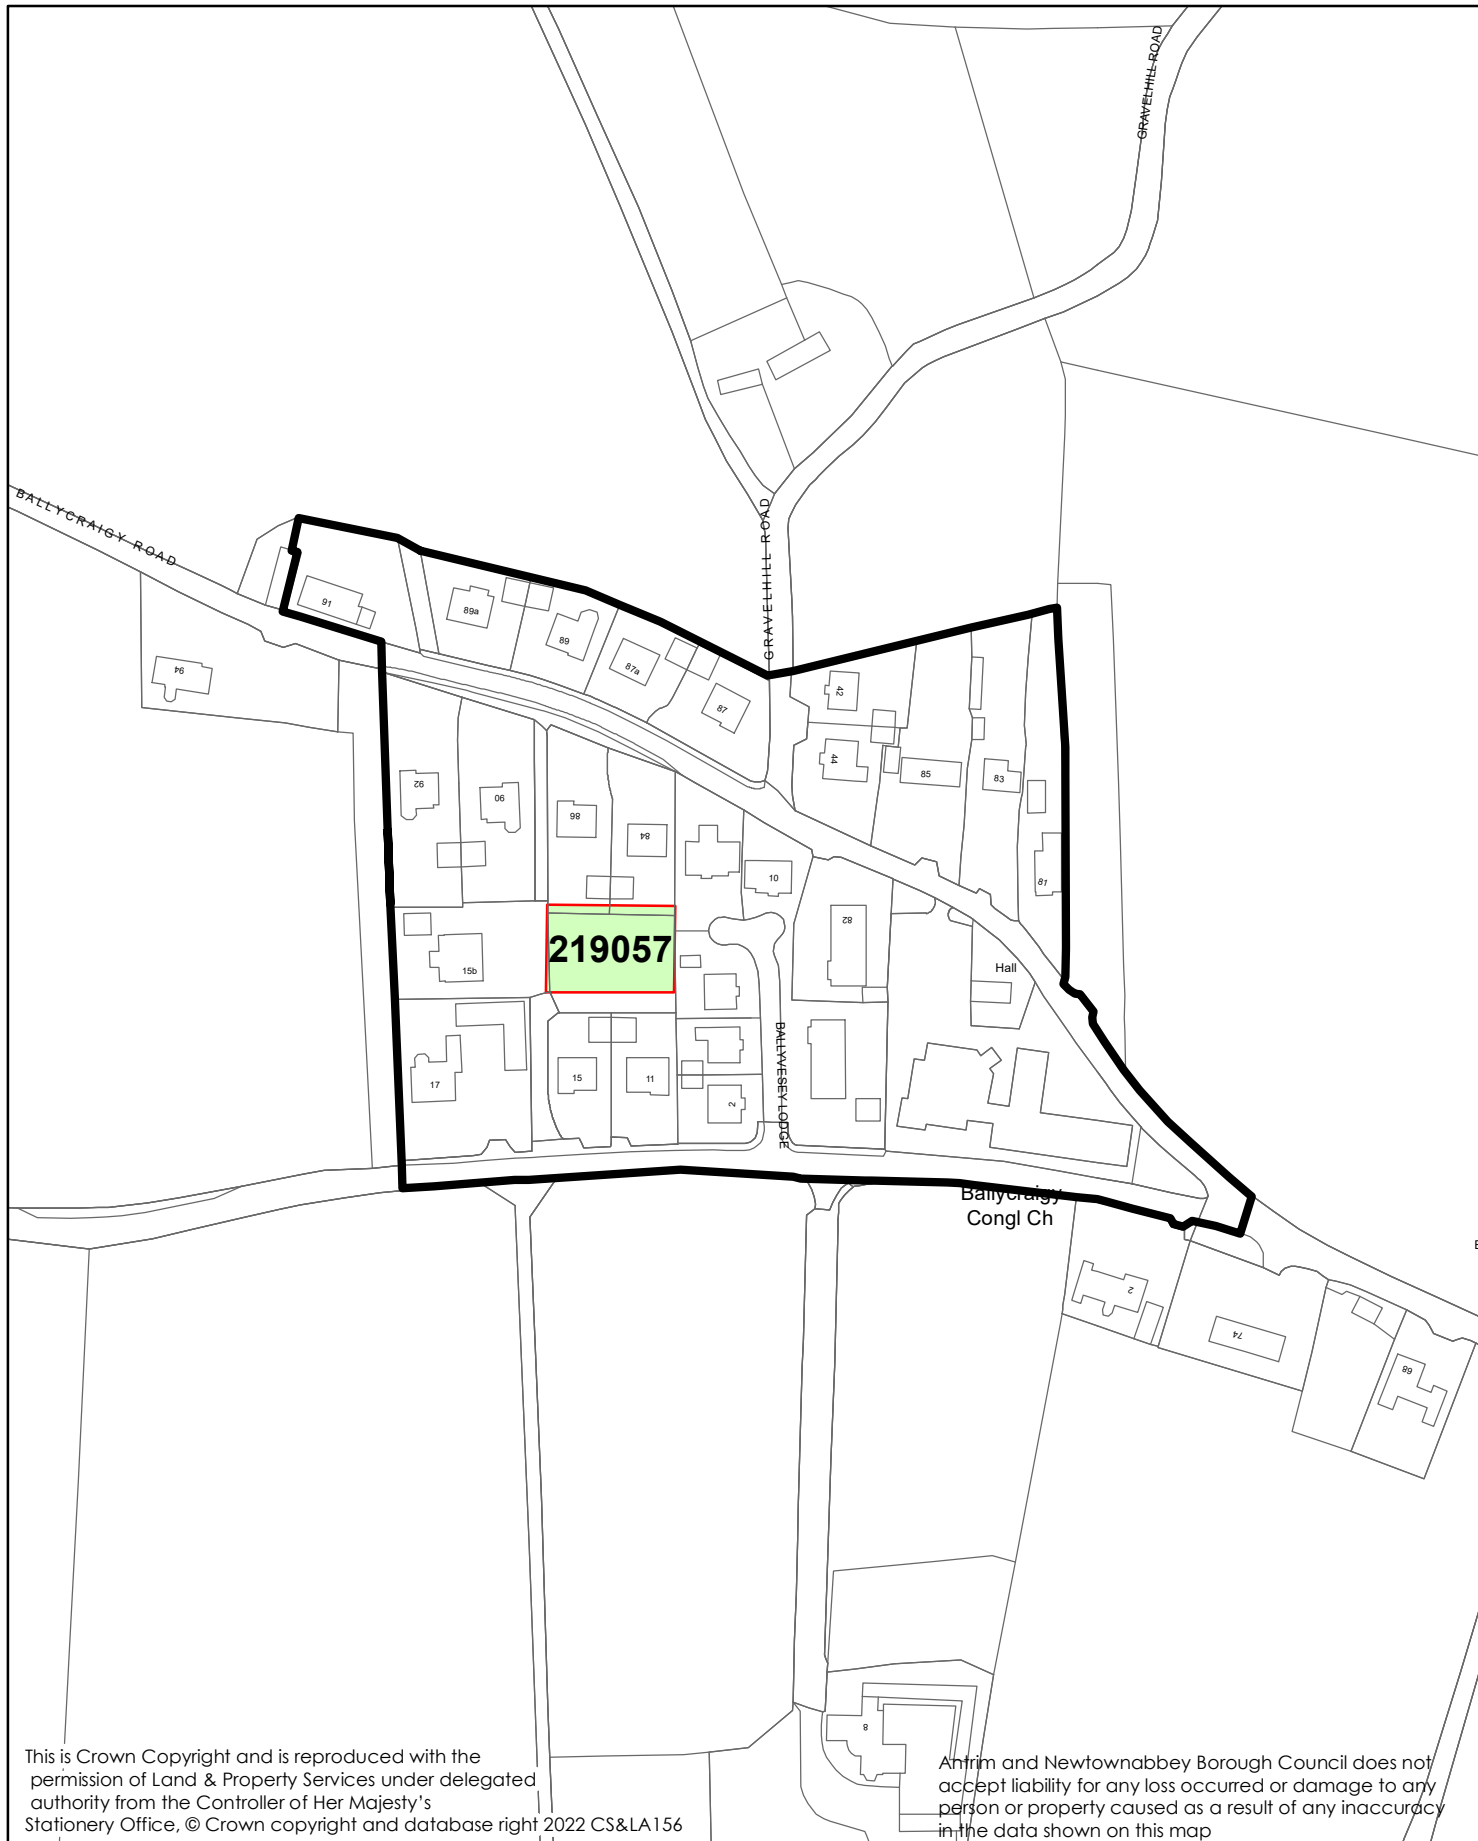 GRAVELHILL ROAD
BALLYCRAIGY ROAD
GRAVELHILL ROAD
91
89a
89
87a
87
94
42
44
85
83
81
92
90
86
84
10
82
219057
15b
Hall
BALLYVESEY LODGE
17
15
11
2
Ballycraigy
Congl Ch
2
74
68
8
This is Crown Copyright and is reproduced with the
permission of Land & Property Services under delegated
authority from the Controller of Her Majesty's
Stationery Office, © Crown copyright and database right 2022 CS&LA156
Antrim and Newtownabbey Borough Council does not
accept liability for any loss occurred or damage to any
person or property caused as a result of any inaccuracy
in the data shown on this map